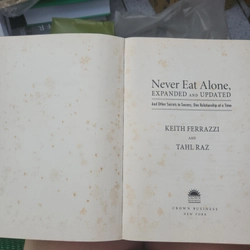 Never Eat Alone,
EXPANDED AND UPDATED
And Other Secrets to Success, One Relationship at a Time
KEITH FERRAZZI
AND
TAHL RAZ
CROWN BUSINESS
NEW YORK